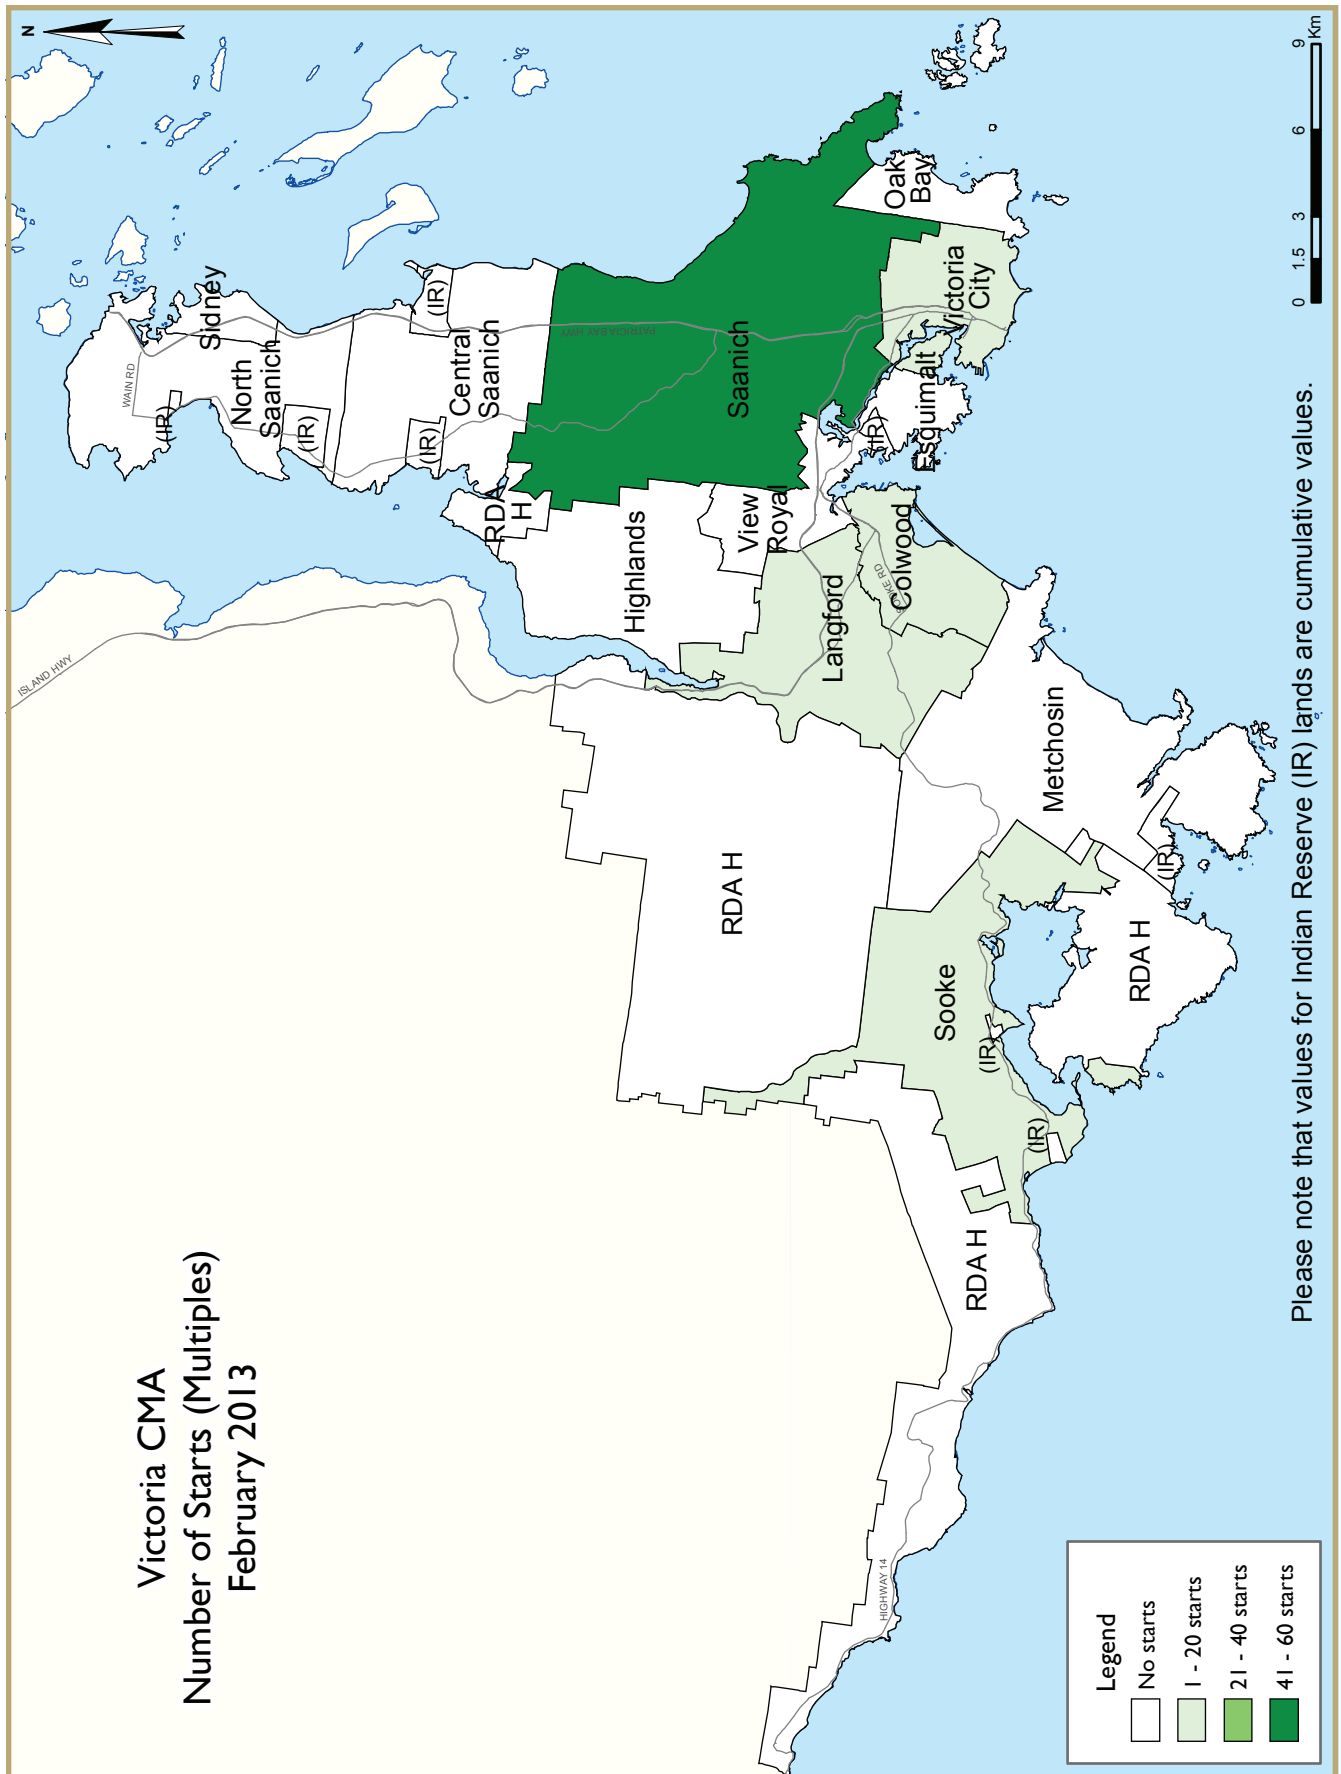 Victoria CMA
Number of Starts (Multiples)
February 2013
N
ISLAND HWY
WAIN RD
(IR)
Sidney
North
Saanich
(IR)
(IR)
(IR)
Central
Saanich
RDA
H
PATRICIA BAY HWY
Saanich
Highlands
View
Royal
Oak
Bay
Victoria
City
Esquimalt
(IR)
Langford
Colwood
SOOKE RD
Metchosin
(IR)
RDA H
RDA H
Sooke
(IR)
(IR)
RDA H
HIGHWAY 14
Legend
No starts
1 - 20 starts
21 - 40 starts
41 - 60 starts
0 1.5 3 6 9
Km
Please note that values for Indian Reserve (IR) lands are cumulative values.